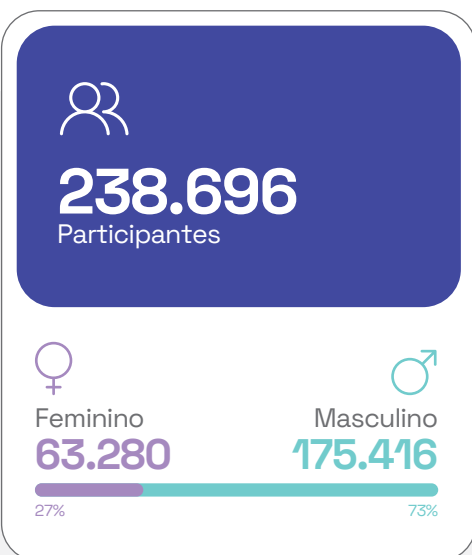 238.696
Participantes
Feminino
63.280
27%
Masculino
175.416
73%